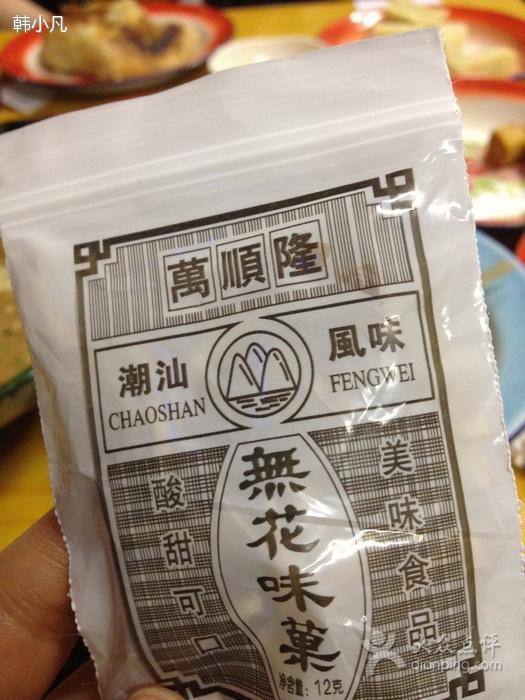 韩小凡
萬順隆
潮汕 風味
CHAOSHAN FENGWEI
酸甜可口
無花味菓
美味食品
净含量：12克
大众点评
dianping.com